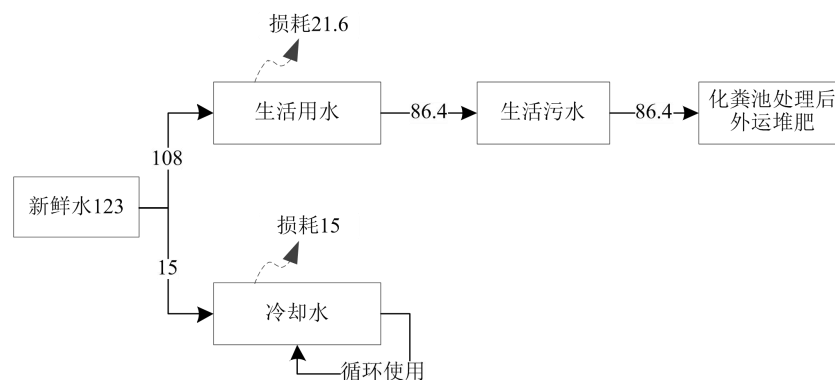 损耗21.6
生活用水
86.4
生活污水
86.4
化粪池处理后
外运堆肥
108
新鲜水123
损耗15
15
冷却水
循环使用